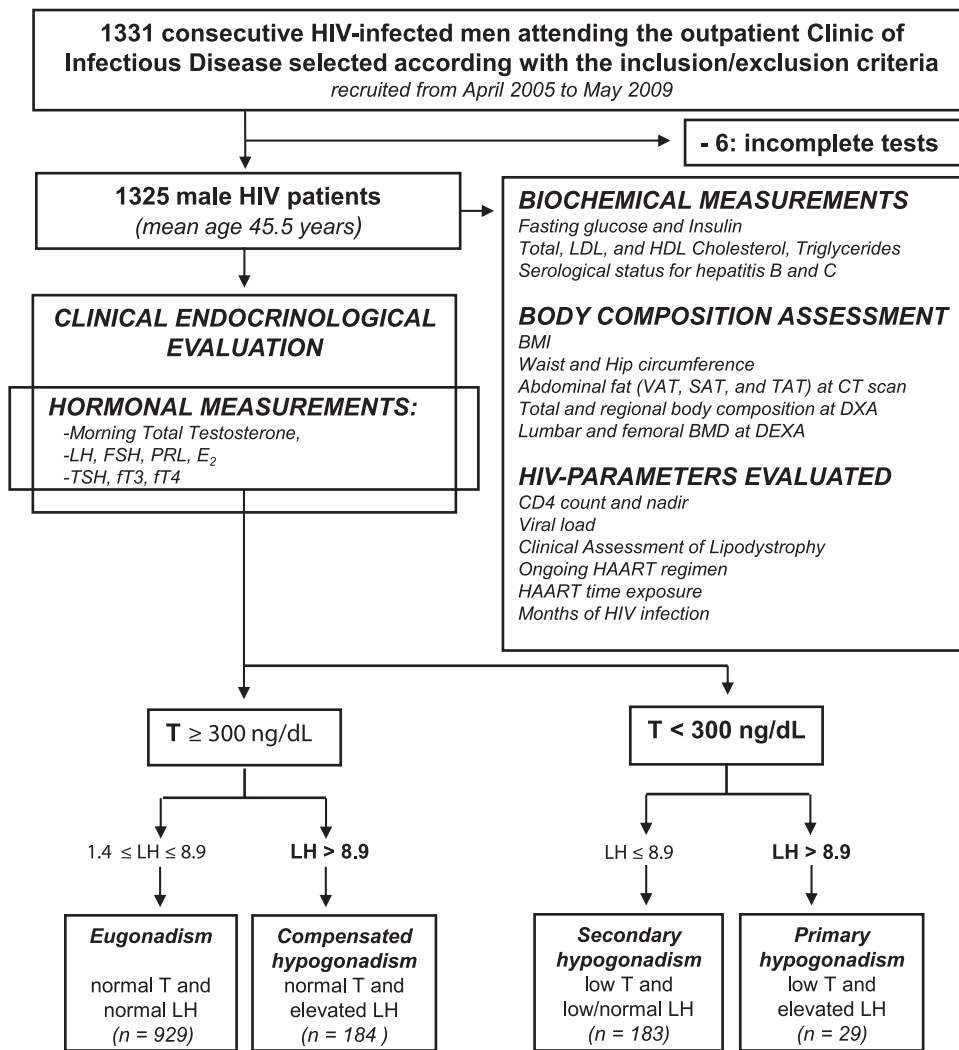 1331 consecutive HIV-infected men attending the outpatient Clinic of
Infectious Disease selected according with the inclusion/exclusion criteria
recruited from April 2005 to May 2009
- 6: incomplete tests
1325 male HIV patients
(mean age 45.5 years)
BIOCHEMICAL MEASUREMENTS
Fasting glucose and Insulin
Total, LDL, and HDL Cholesterol, Triglycerides
Serological status for hepatitis B and C
BODY COMPOSITION ASSESSMENT
BMI
Waist and Hip circumference
Abdominal fat (VAT, SAT, and TAT) at CT scan
Total and regional body composition at DXA
Lumbar and femoral BMD at DEXA
HIV-PARAMETERS EVALUATED
CD4 count and nadir
Viral load
Clinical Assessment of Lipodystrophy
Ongoing HAART regimen
HAART time exposure
Months of HIV infection
CLINICAL ENDOCRINOLOGICAL
EVALUATION
HORMONAL MEASUREMENTS:
-Morning Total Testosterone,
-LH, FSH, PRL, E₂
-TSH, fT3, fT4
T ≥ 300 ng/dL
T < 300 ng/dL
1.4 ≤ LH ≤ 8.9
LH > 8.9
LH ≤ 8.9
LH > 8.9
Eugonadism
normal T and
normal LH
(n = 929)
Compensated
hypogonadism
normal T and
elevated LH
(n = 184 )
Secondary
hypogonadism
low T and
low/normal LH
(n = 183)
Primary
hypogonadism
low T and
elevated LH
(n = 29)